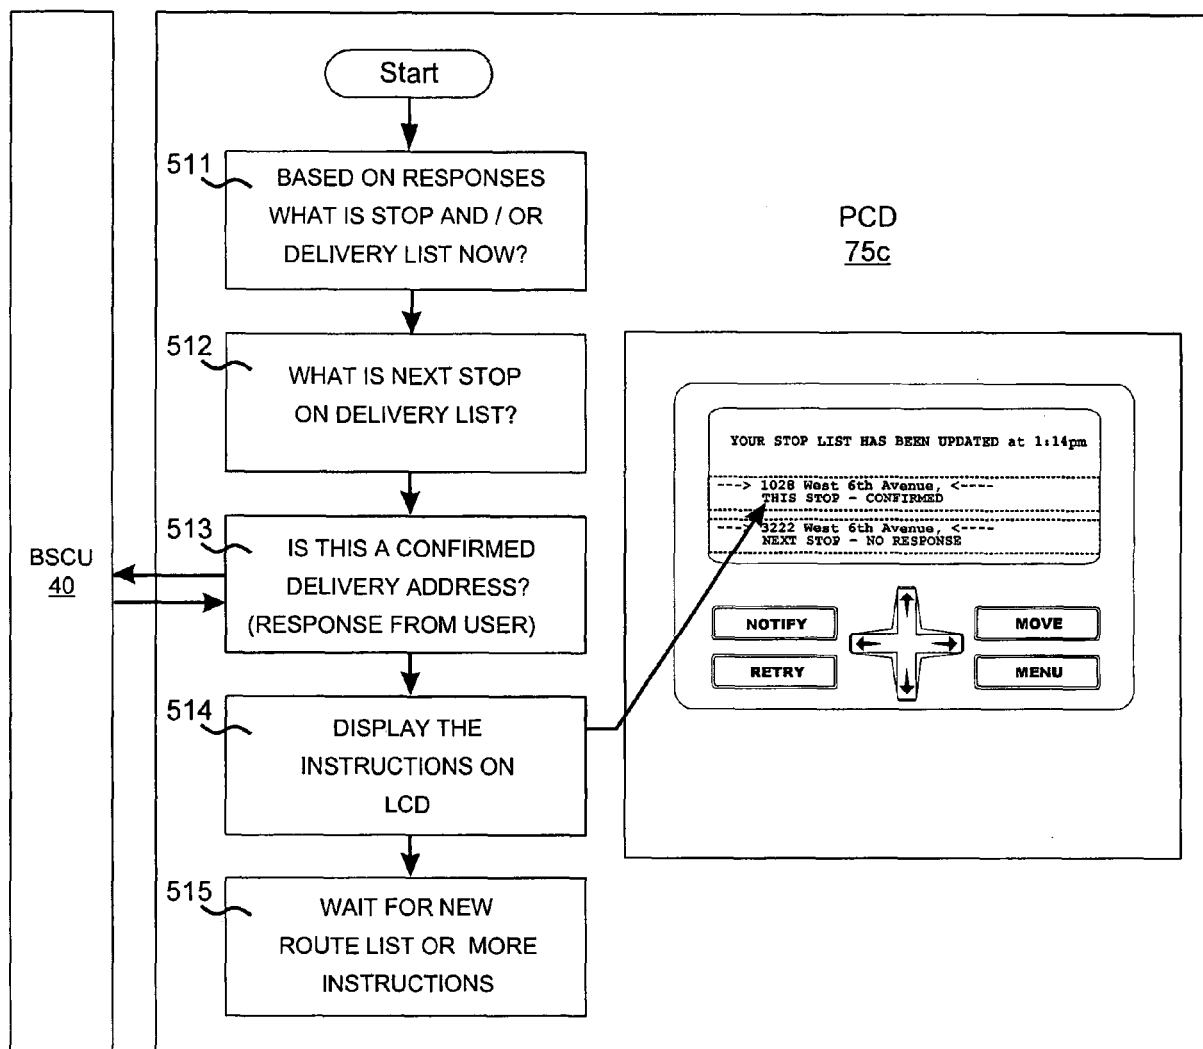 Start
511
BASED ON RESPONSES
WHAT IS STOP AND / OR
DELIVERY LIST NOW?
512
WHAT IS NEXT STOP
ON DELIVERY LIST?
513
IS THIS A CONFIRMED
DELIVERY ADDRESS?
(RESPONSE FROM USER)
BSCU
40
514
DISPLAY THE
INSTRUCTIONS ON
LCD
515
WAIT FOR NEW
ROUTE LIST OR MORE
INSTRUCTIONS
PCD
75c
YOUR STOP LIST HAS BEEN UPDATED at 1:14pm
---> 1028 West 6th Avenue, <----
THIS STOP - CONFIRMED
---> 3222 West 6th Avenue, <----
NEXT STOP - NO RESPONSE
NOTIFY
MOVE
RETRY
MENU